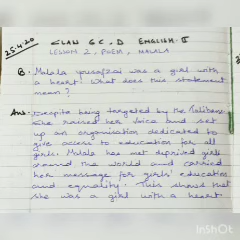 25.4.20
CLASS 6 C, D ENGLISH-II
LESSON 2, POEM, MALALA
Q. Malala Yousafzai was a girl with
a heart. What does this statement
mean?
Ans. Despite being targeted by the Taliban
She raised her voice and set
up an organisation dedicated to
give access to education for all
girls. Malala has not deprived girl
around the world and carried
her message for girls' education
and equality. This shows that
she was a girl with a heart
InShot